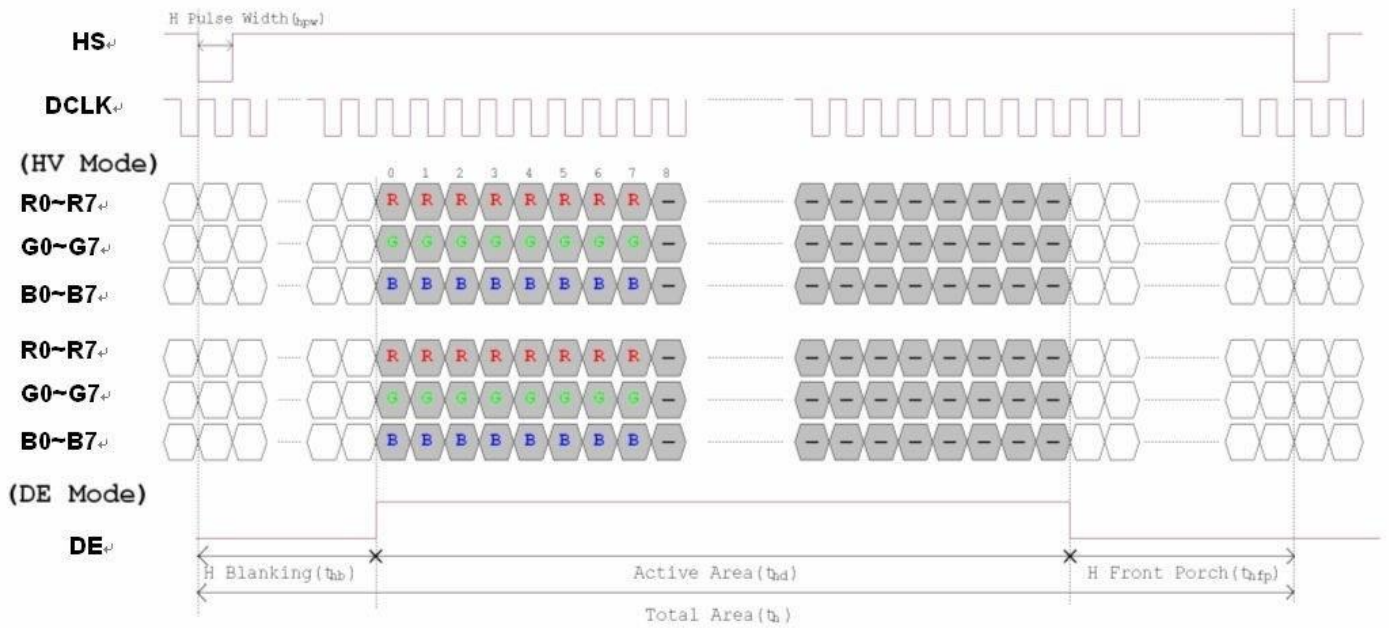 H Pulse Width(thpw)
HS↵
DCLK↵
(HV Mode)
0 1 2 3 4 5 6 7 8
R0~R7↵ R R R R R R R R – – – – – – – – –
G0~G7↵ G G G G G G G G – – – – – – – – –
B0~B7↵ B B B B B B B B – – – – – – – – –
R0~R7↵ R R R R R R R R – – – – – – – – –
G0~G7↵ G G G G G G G G – – – – – – – – –
B0~B7↵ B B B B B B B B – – – – – – – – –
(DE Mode)
DE↵
H Blanking(thb) Active Area(thd) H Front Porch(thfp)
Total Area(th)